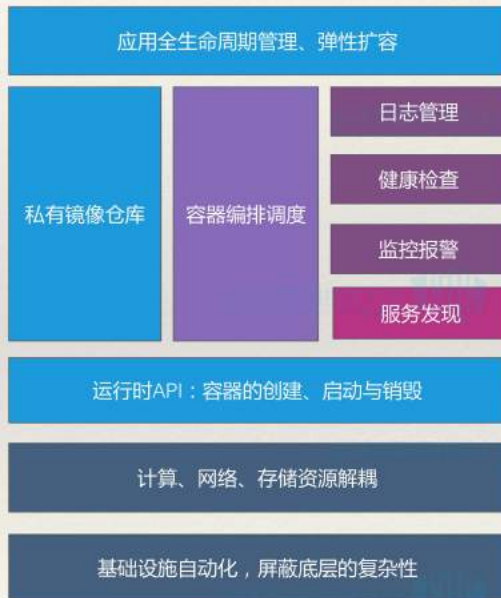 应用全生命周期管理、弹性扩容
私有镜像仓库
容器编排调度
日志管理
健康检查
监控报警
服务发现
运行时API：容器的创建、启动与销毁
计算、网络、存储资源解耦
基础设施自动化，屏蔽底层的复杂性